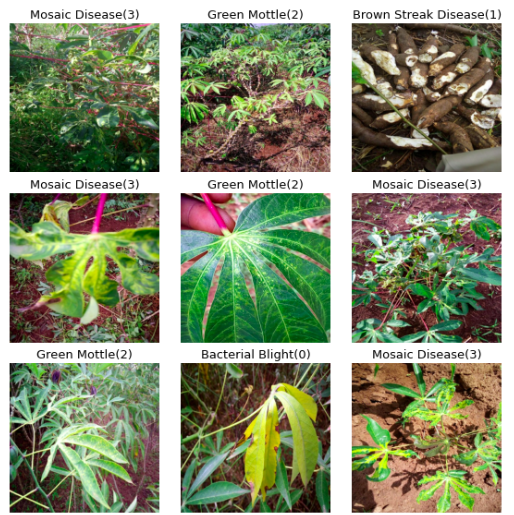 Mosaic Disease(3)
Green Mottle(2)
Brown Streak Disease(1)
Mosaic Disease(3)
Green Mottle(2)
Mosaic Disease(3)
Green Mottle(2)
Bacterial Blight(0)
Mosaic Disease(3)